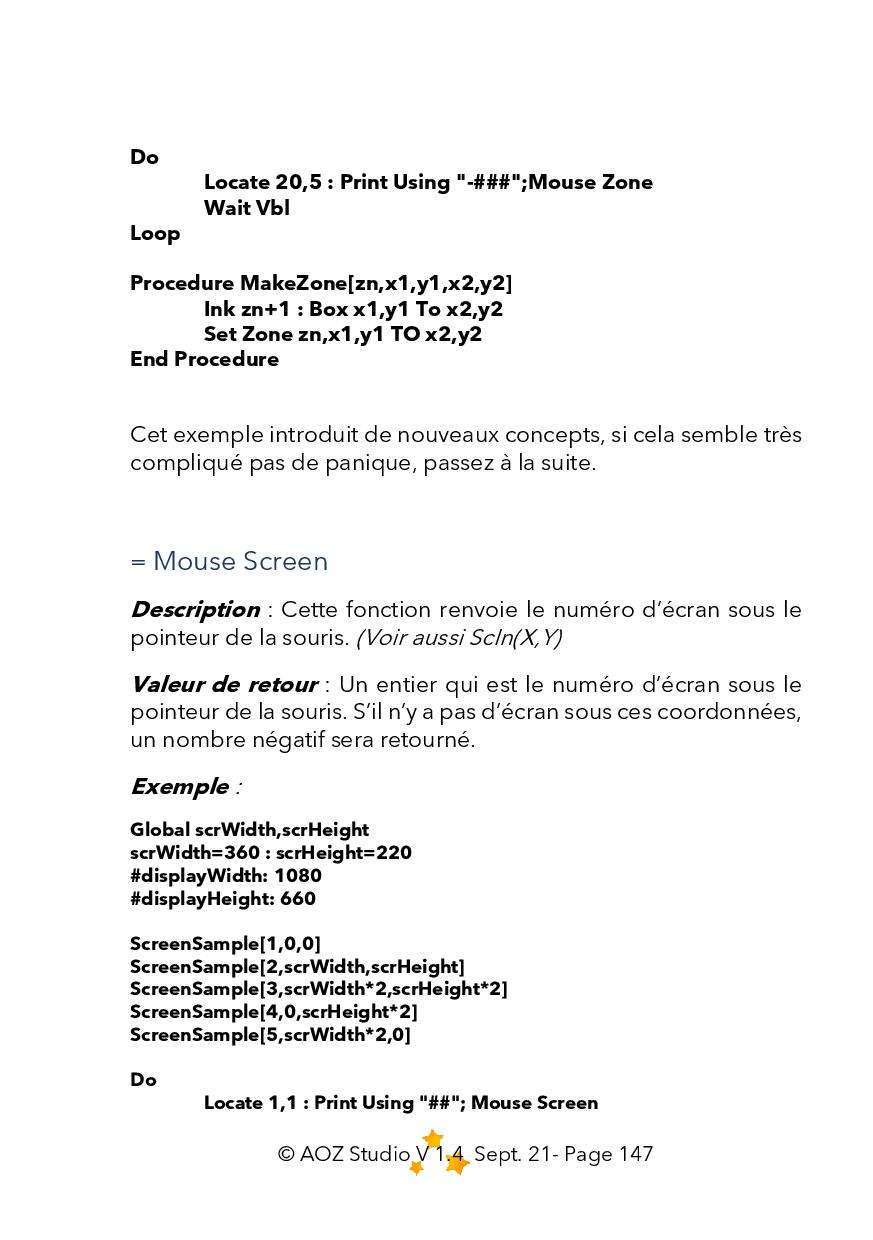 Do
Locate 20,5 : Print Using "-###";Mouse Zone
Wait Vbl
Loop
Procedure MakeZone[zn,x1,y1,x2,y2]
Ink zn+1 : Box x1,y1 To x2,y2
Set Zone zn,x1,y1 TO x2,y2
End Procedure
Cet exemple introduit de nouveaux concepts, si cela semble très
compliqué pas de panique, passez à la suite.
= Mouse Screen
Description : Cette fonction renvoie le numéro d’écran sous le
pointeur de la souris. (Voir aussi ScIn(X,Y)
Valeur de retour : Un entier qui est le numéro d’écran sous le
pointeur de la souris. S’il n’y a pas d’écran sous ces coordonnées,
un nombre négatif sera retourné.
Exemple :
Global scrWidth,scrHeight
scrWidth=360 : scrHeight=220
#displayWidth: 1080
#displayHeight: 660
ScreenSample[1,0,0]
ScreenSample[2,scrWidth,scrHeight]
ScreenSample[3,scrWidth*2,scrHeight*2]
ScreenSample[4,0,scrHeight*2]
ScreenSample[5,scrWidth*2,0]
Do
Locate 1,1 : Print Using "##"; Mouse Screen
© AOZ Studio V 1.4 Sept. 21- Page 147